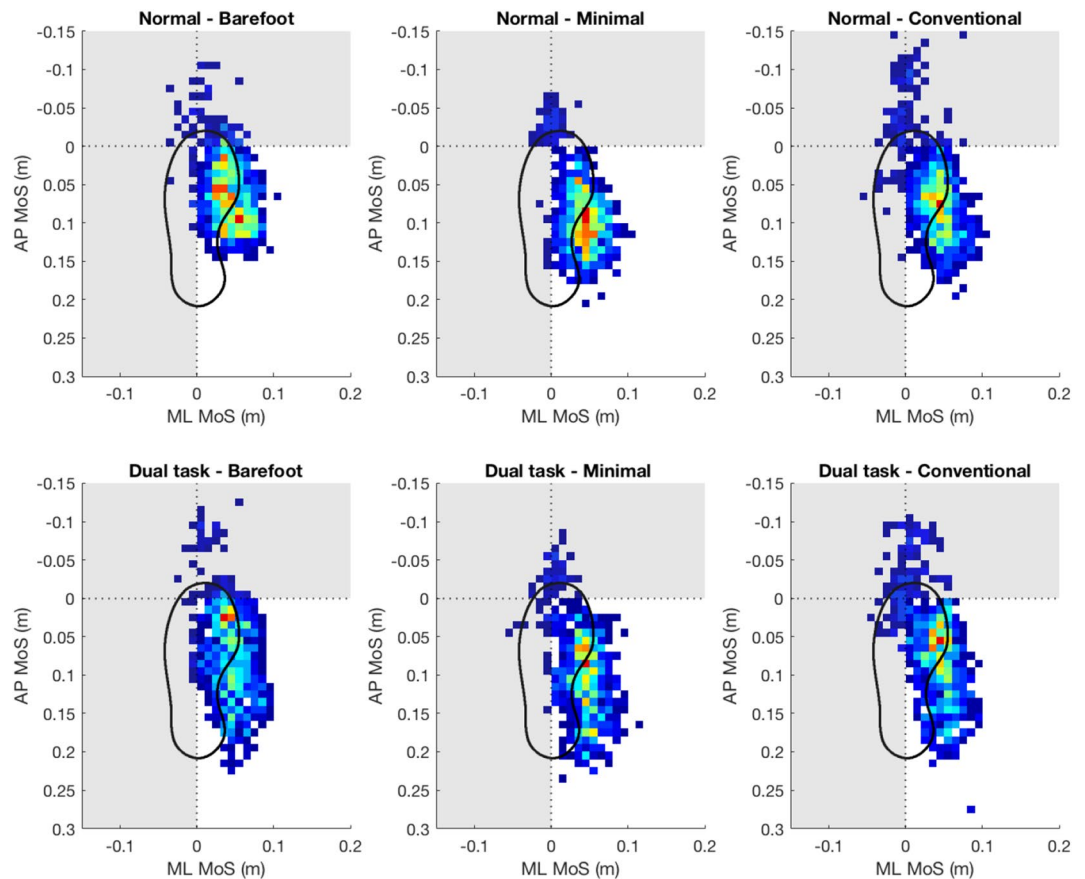 Normal - Barefoot
-0.15
-0.1
-0.05
0
0.05
0.1
0.15
0.2
0.25
0.3
AP MoS (m)
-0.1 0 0.1 0.2
ML MoS (m)
Normal - Minimal
-0.15
-0.1
-0.05
0
0.05
0.1
0.15
0.2
0.25
0.3
AP MoS (m)
-0.1 0 0.1 0.2
ML MoS (m)
Normal - Conventional
-0.15
-0.1
-0.05
0
0.05
0.1
0.15
0.2
0.25
0.3
AP MoS (m)
-0.1 0 0.1 0.2
ML MoS (m)
Dual task - Barefoot
-0.15
-0.1
-0.05
0
0.05
0.1
0.15
0.2
0.25
0.3
AP MoS (m)
-0.1 0 0.1 0.2
ML MoS (m)
Dual task - Minimal
-0.15
-0.1
-0.05
0
0.05
0.1
0.15
0.2
0.25
0.3
AP MoS (m)
-0.1 0 0.1 0.2
ML MoS (m)
Dual task - Conventional
-0.15
-0.1
-0.05
0
0.05
0.1
0.15
0.2
0.25
0.3
AP MoS (m)
-0.1 0 0.1 0.2
ML MoS (m)